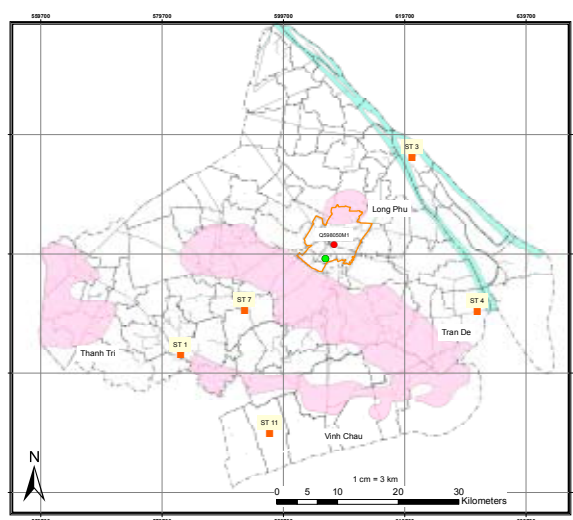 559700 579700 599700 619700 639700
ST 3
Long Phu
Q598050M1
ST 7
ST 4
Tran De
ST 1
Thanh Tri
ST 11
Vinh Chau
N
1 cm = 3 km
0 5 10 20 30
Kilometers